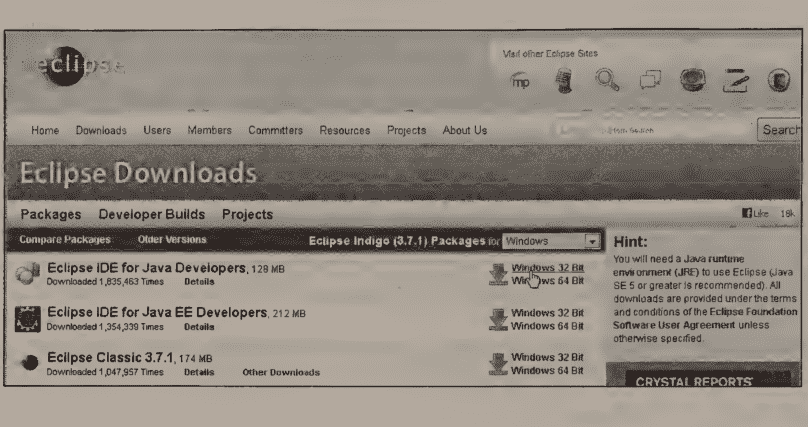 eclipse
Visit other Eclipse Sites
Home Downloads Users Members Committers Resources Projects About Us
Search
Eclipse Downloads
Packages Developer Builds Projects
Like 18k
Compare Packages Older Versions Eclipse Indigo (3.7.1) Packages for Windows
Eclipse IDE for Java Developers, 128 MB
Downloaded 1,835,463 Times Details
Windows 32 Bit
Windows 64 Bit
Eclipse IDE for Java EE Developers, 212 MB
Downloaded 1,354,339 Times Details
Windows 32 Bit
Windows 64 Bit
Eclipse Classic 3.7.1, 174 MB
Downloaded 1,047,957 Times Details Other Downloads
Windows 32 Bit
Windows 64 Bit
Hint:
You will need a Java runtime
environment (JRE) to use Eclipse (Java
SE 5 or greater is recommended). All
downloads are provided under the terms
and conditions of the Eclipse Foundation
Software User Agreement unless
otherwise specified.
CRYSTAL REPORTS